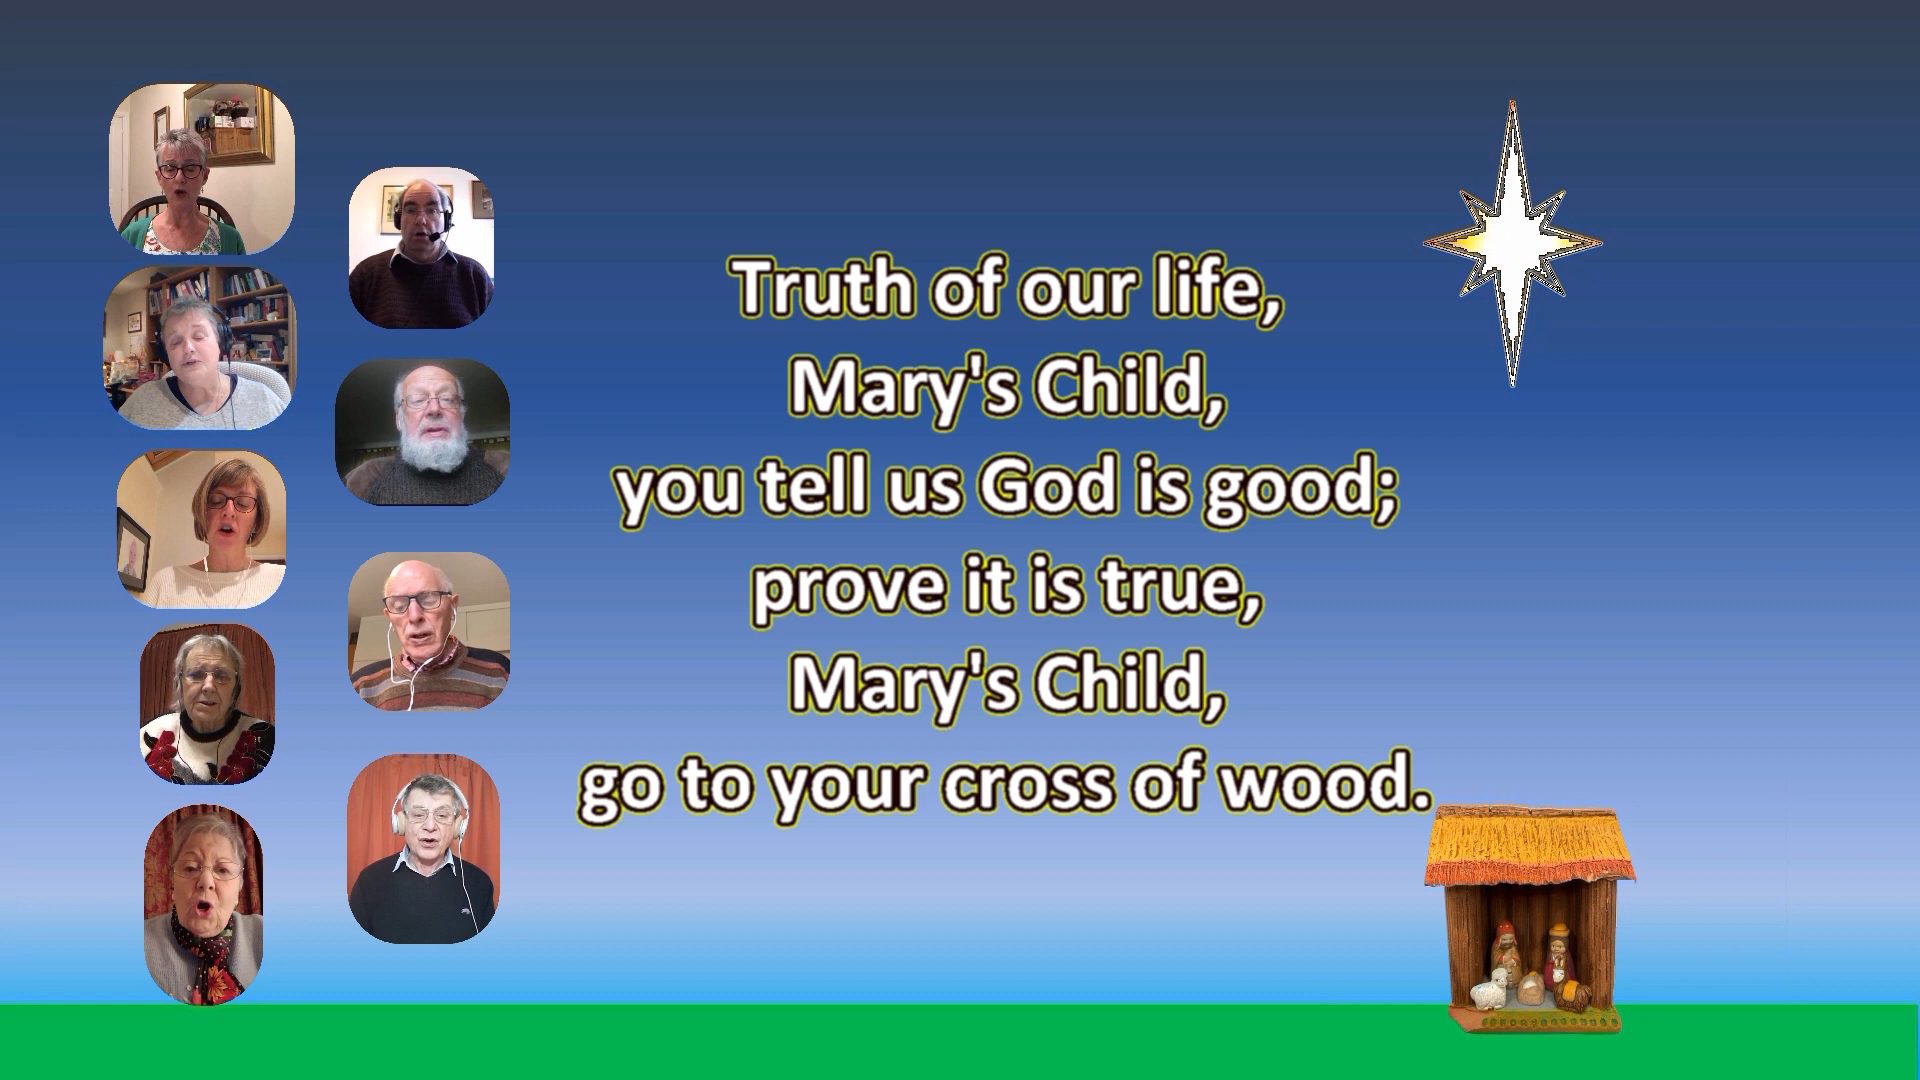 Truth of our life,
Mary's Child,
you tell us God is good;
prove it is true,
Mary's Child,
go to your cross of wood.